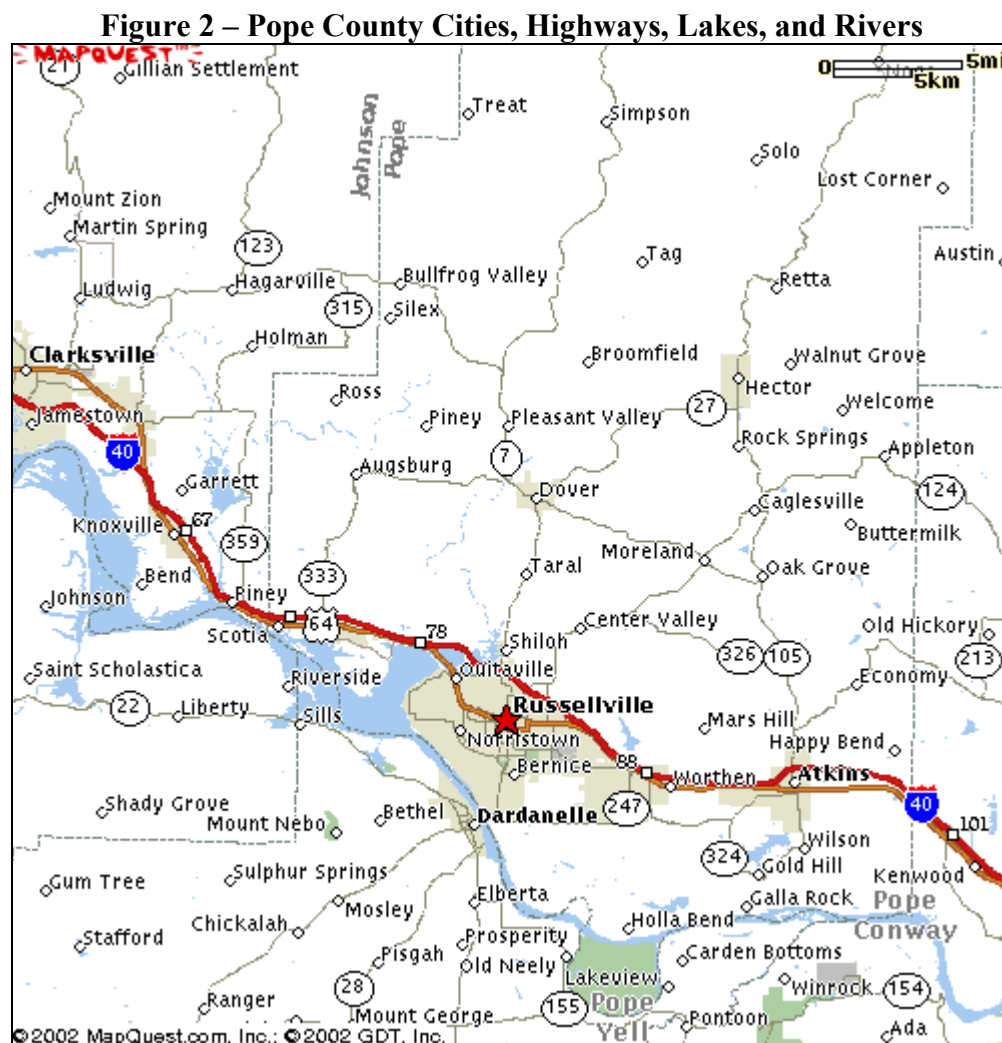 Figure 2 – Pope County Cities, Highways, Lakes, and Rivers
MAPQUEST
21
Gillian Settlement
0
5mi
5km
Treat
Simpson
Johnson
Pope
Solo
Lost Corner
Mount Zion
Martin Spring
123
Tag
Austin
Ludwig
Hagarville
Bullfrog Valley
Retta
315
Silex
Holman
Clarksville
Broomfield
Walnut Grove
Hector
Ross
27
Welcome
Jamestown
Piney
Pleasant Valley
Rock Springs
40
7
Appleton
Augsburg
Garrett
Dover
124
Caglesville
Knoxville
67
Buttermilk
359
Moreland
Bend
333
Taral
Oak Grove
Johnson
Piney
64
Center Valley
Old Hickory
Scotia
78
Shiloh
326
105
213
Saint Scholastica
Riverside
Quitaville
Economy
22
Liberty
Sills
Russellville
Mars Hill
Norristown
Happy Bend
Bernice
88
Worthen
Atkins
Shady Grove
Bethel
Dardanelle
247
40
Mount Nebo
101
Wilson
324
Gold Hill
Kenwood
Gum Tree
Sulphur Springs
Elberta
Galla Rock
Pope
Mosley
Chickalah
Holla Bend
Conway
Stafford
Prosperity
Pisgah
Old Neely
Carden Bottoms
Lakeview
28
Winrock
154
Ranger
Mount George
155
Pope
Yell
Pontoon
Ada
©2002 MapQuest.com, Inc.; ©2002 GDT, Inc.